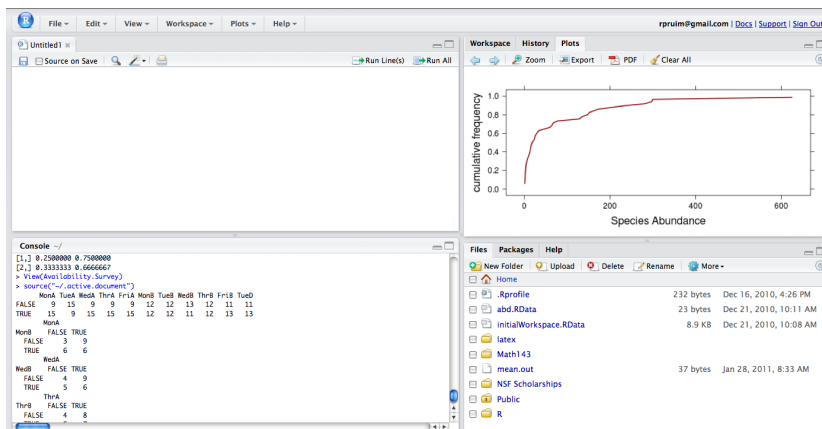 R File Edit View Workspace Plots Help rpruim@gmail.com | Docs | Support | Sign Out
Untitled1
Source on Save Run Line(s) Run All
Console ~/
[1,] 0.2500000 0.7500000
[2,] 0.3333333 0.6666667
> View(Availability.Survey)
> source("~/.active.document")
MonA TueA WedA ThrA FriA MonB TueB WedB ThrB FriB TueD
FALSE 9 15 9 9 9 12 12 13 12 11 11
TRUE 15 9 15 15 15 12 12 11 12 13 13
MonA
MonB FALSE TRUE
FALSE 3 9
TRUE 6 6
WedA
WedB FALSE TRUE
FALSE 4 9
TRUE 5 6
ThrA
ThrB FALSE TRUE
FALSE 4 8
Workspace History Plots
Zoom Export PDF Clear All
cumulative frequency
1.0
0.8
0.6
0.4
0.2
0.0
0 200 400 600
Species Abundance
Files Packages Help
New Folder Upload Delete Rename More
Home
.Rprofile 232 bytes Dec 16, 2010, 4:26 PM
abd.RData 23 bytes Dec 21, 2010, 10:11 AM
initialWorkspace.RData 8.9 KB Dec 21, 2010, 10:08 AM
latex
Math143
mean.out 37 bytes Jan 28, 2011, 8:33 AM
NSF Scholarships
Public
R